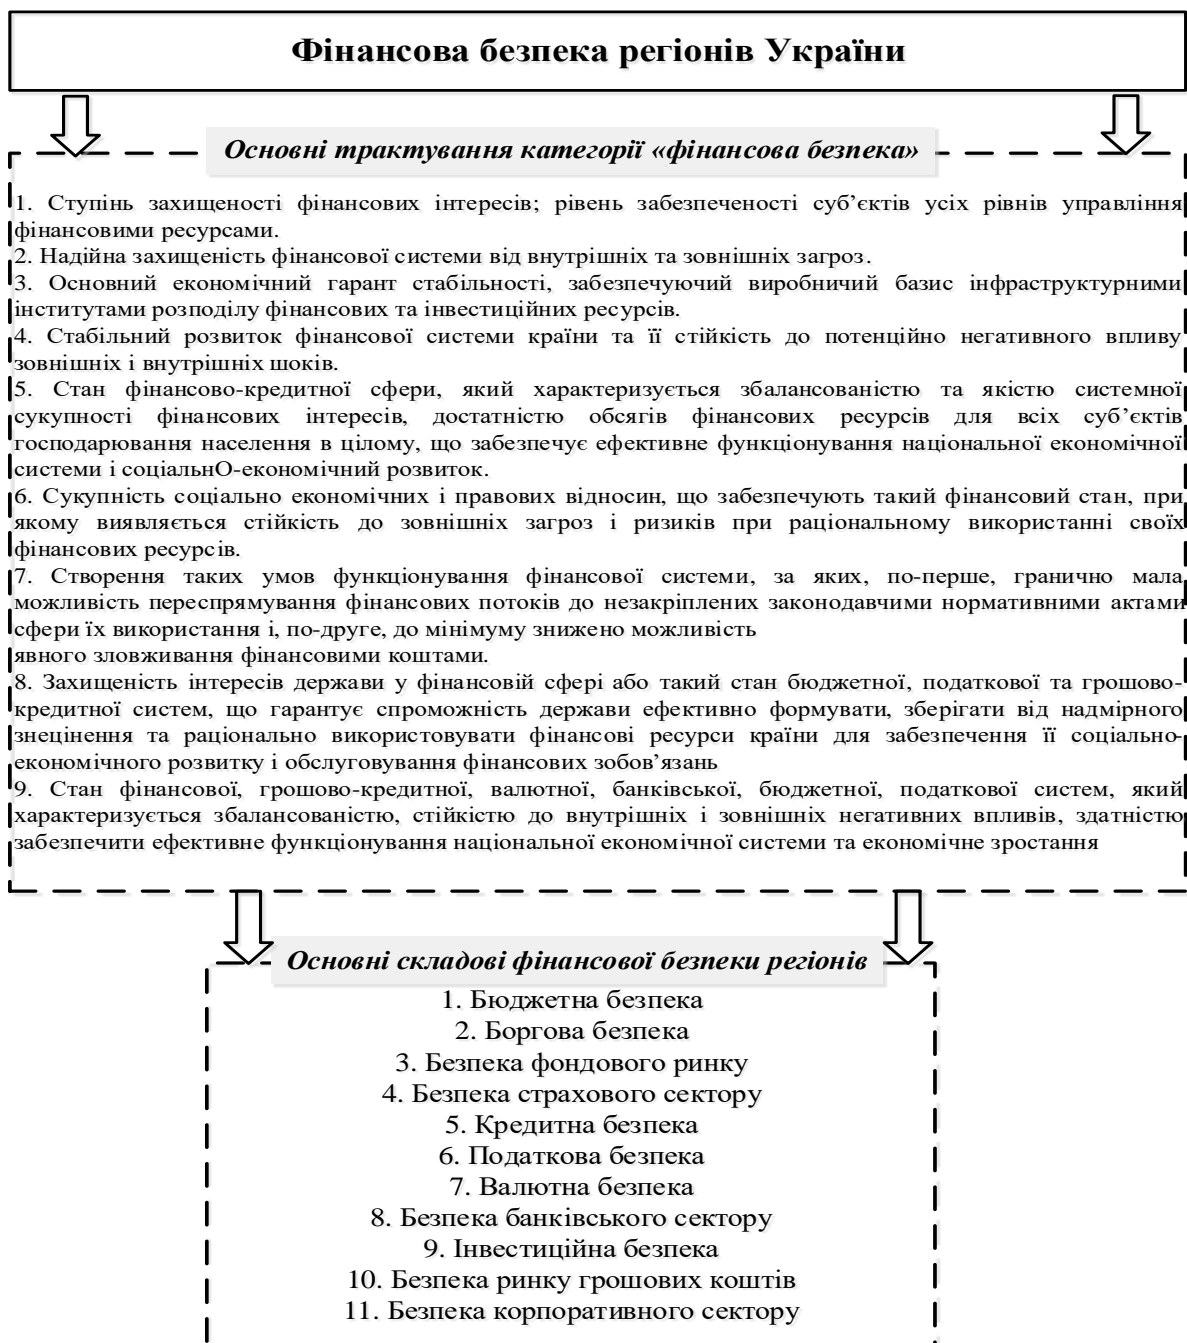 Фінансова безпека регіонів України
Основні трактування категорії «фінансова безпека»
1. Ступінь захищеності фінансових інтересів; рівень забезпеченості суб’єктів усіх рівнів управління
фінансовими ресурсами.
2. Надійна захищеність фінансової системи від внутрішніх та зовнішніх загроз.
3. Основний економічний гарант стабільності, забезпечуючий виробничий базис інфраструктурними
інститутами розподілу фінансових та інвестиційних ресурсів.
4. Стабільний розвиток фінансової системи країни та її стійкість до потенційно негативного впливу
зовнішніх і внутрішніх шоків.
5. Стан фінансово-кредитної сфери, який характеризується збалансованістю та якістю системної
сукупності фінансових інтересів, достатністю обсягів фінансових ресурсів для всіх суб’єктів
господарювання населення в цілому, що забезпечує ефективне функціонування національної економічної
системи і соціальнО-економічний розвиток.
6. Сукупність соціально економічних і правових відносин, що забезпечують такий фінансовий стан, при
якому виявляється стійкість до зовнішніх загроз і ризиків при раціональному використанні своїх
фінансових ресурсів.
7. Створення таких умов функціонування фінансової системи, за яких, по-перше, гранично мала
можливість переспрямування фінансових потоків до незакріплених законодавчими нормативними актами
сфери їх використання і, по-друге, до мінімуму знижено можливість
явного зловживання фінансовими коштами.
8. Захищеність інтересів держави у фінансовій сфері або такий стан бюджетної, податкової та грошово-
кредитної систем, що гарантує спроможність держави ефективно формувати, зберігати від надмірного
знецінення та раціонально використовувати фінансові ресурси країни для забезпечення її соціально-
економічного розвитку і обслуговування фінансових зобов’язань
9. Стан фінансової, грошово-кредитної, валютної, банківської, бюджетної, податкової систем, який
характеризується збалансованістю, стійкістю до внутрішніх і зовнішніх негативних впливів, здатністю
забезпечити ефективне функціонування національної економічної системи та економічне зростання
Основні складові фінансової безпеки регіонів
1. Бюджетна безпека
2. Боргова безпека
3. Безпека фондового ринку
4. Безпека страхового сектору
5. Кредитна безпека
6. Податкова безпека
7. Валютна безпека
8. Безпека банківського сектору
9. Інвестиційна безпека
10. Безпека ринку грошових коштів
11. Безпека корпоративного сектору